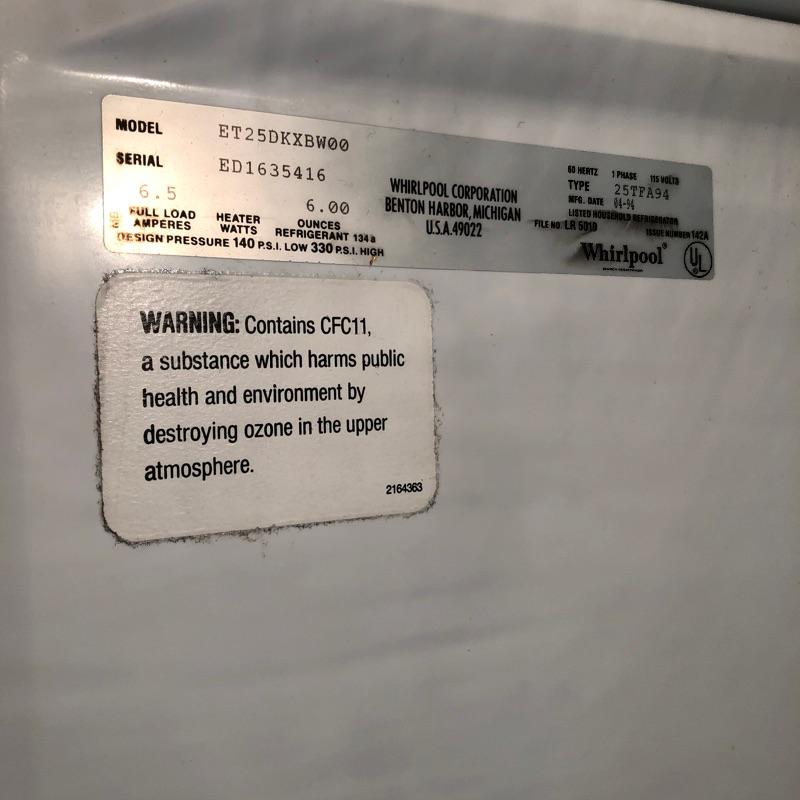 MODEL ET25DKXBW00
SERIAL ED1635416
6.5 6.00
FULL LOAD AMPERES
HEATER WATTS
OUNCES REFRIGERANT 134a
DESIGN PRESSURE 140 P.S.I. LOW 330 P.S.I. HIGH
WHIRLPOOL CORPORATION
BENTON HARBOR, MICHIGAN
U.S.A. 49022
60 HERTZ 1 PHASE 115 VOLTS
TYPE 25TFA94
MFG. DATE 04-94
LISTED HOUSEHOLD REFRIGERATOR
FILE NO. LR 5010 ISSUE NUMBER 142A
Whirlpool
UL
WARNING: Contains CFC11,
a substance which harms public
health and environment by
destroying ozone in the upper
atmosphere.
2164363